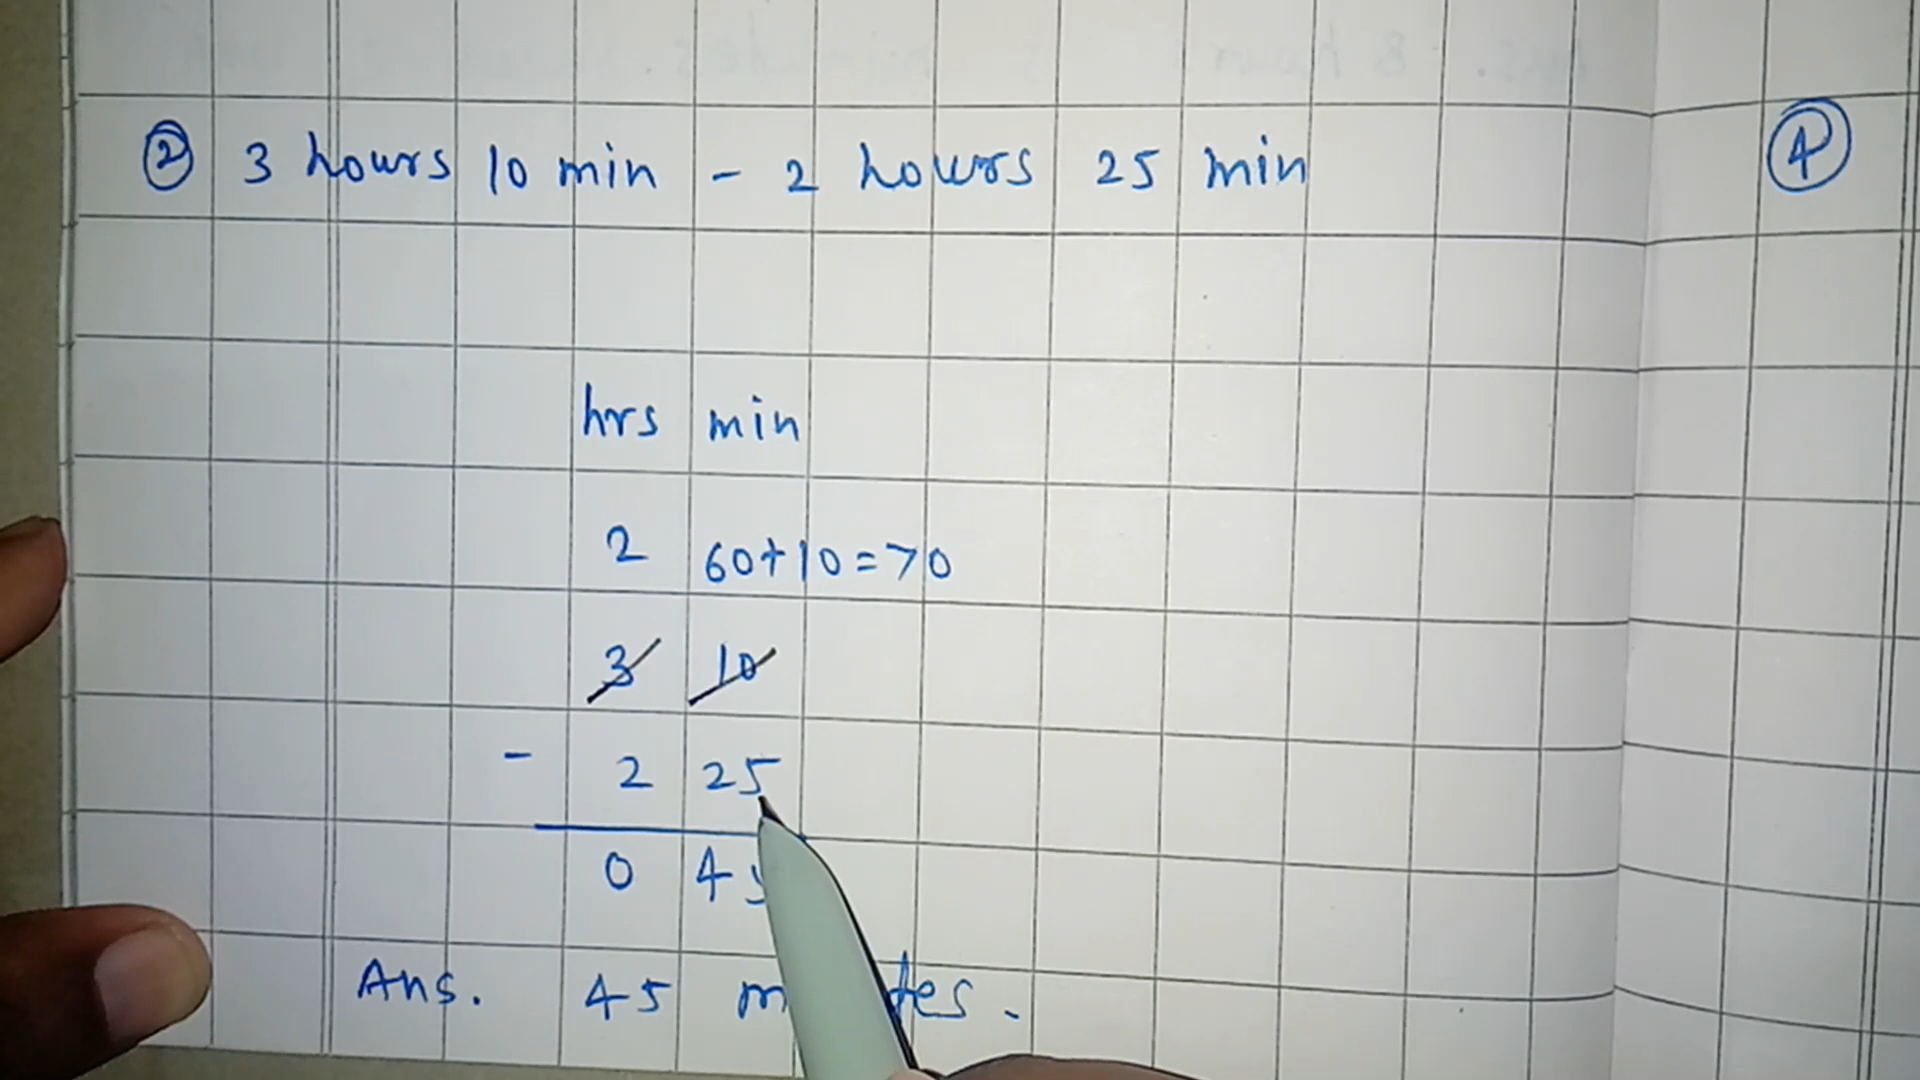 ② 3 hours 10 min - 2 hours 25 min
④
hrs min
2 60+10=70
3 10
- 2 25
0 4
Ans. 45